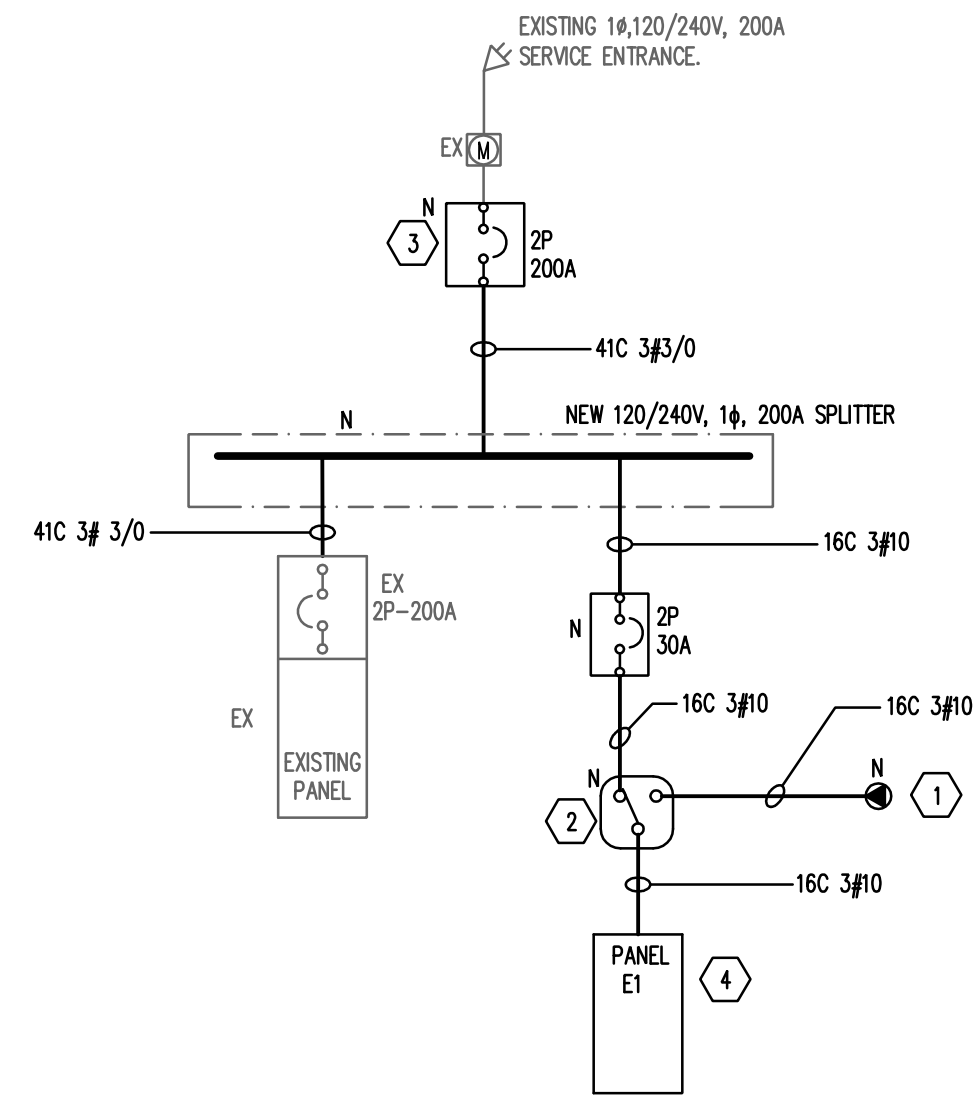 EXISTING 1ø,120/240V, 200A
SERVICE ENTRANCE.
EX
M
N
3
2P
200A
41C 3#3/0
N
NEW 120/240V, 1ϕ, 200A SPLITTER
41C 3# 3/0
16C 3#10
EX
2P-200A
N
2P
30A
EX
16C 3#10
16C 3#10
EXISTING
PANEL
N
N
1
2
16C 3#10
PANEL
E1
4